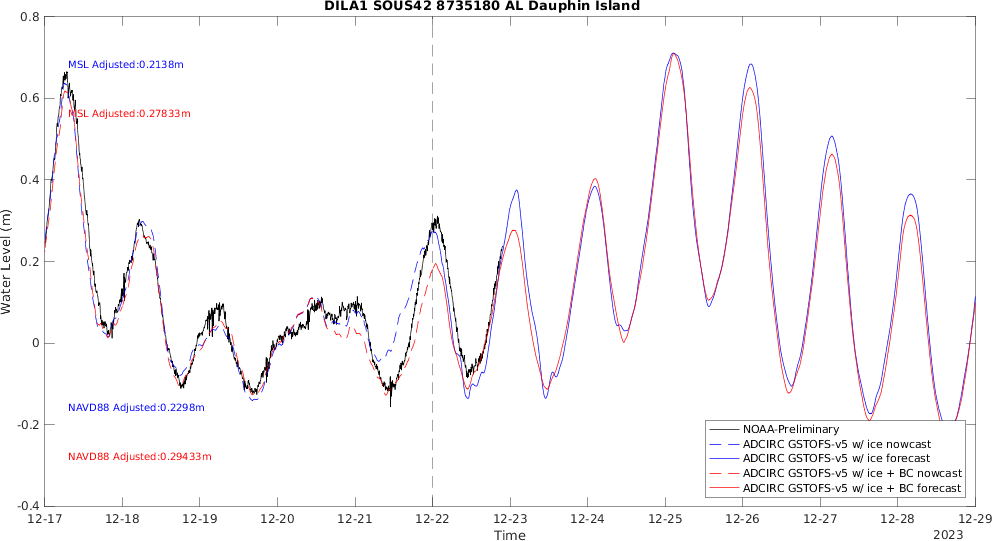 DILA1 SOUS42 8735180 AL Dauphin Island
0.8
0.6
0.4
0.2
0
-0.2
-0.4
Water Level (m)
MSL Adjusted:0.2138m
MSL Adjusted:0.27833m
NAVD88 Adjusted:0.2298m
NAVD88 Adjusted:0.29433m
NOAA-Preliminary
ADCIRC GSTOFS-v5 w/ ice nowcast
ADCIRC GSTOFS-v5 w/ ice forecast
ADCIRC GSTOFS-v5 w/ ice + BC nowcast
ADCIRC GSTOFS-v5 w/ ice + BC forecast
12-17 12-18 12-19 12-20 12-21 12-22 12-23 12-24 12-25 12-26 12-27 12-28 12-29
Time
2023